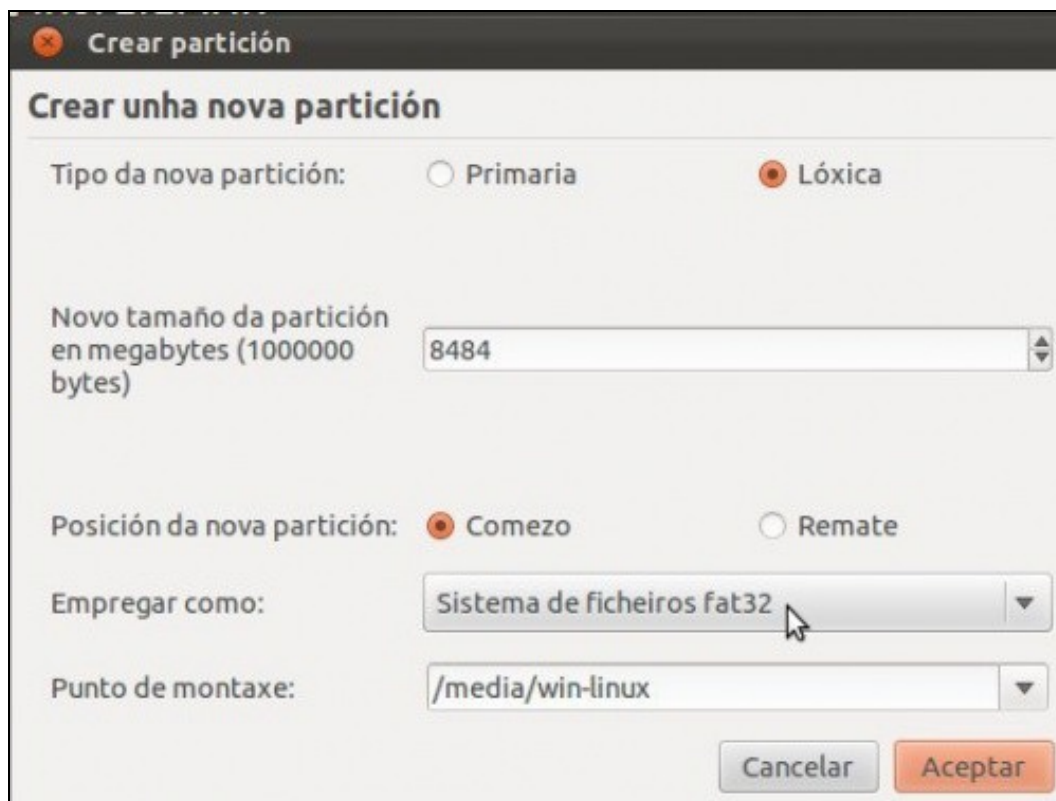 Crear partición
Crear unha nova partición
Tipo da nova partición:
Primaria
Lóxica
Novo tamaño da partición
en megabytes (1000000
bytes)
8484
Posición da nova partición:
Comezo
Remate
Empregar como:
Sistema de ficheiros fat32
Punto de montaxe:
/media/win-linux
Cancelar
Aceptar